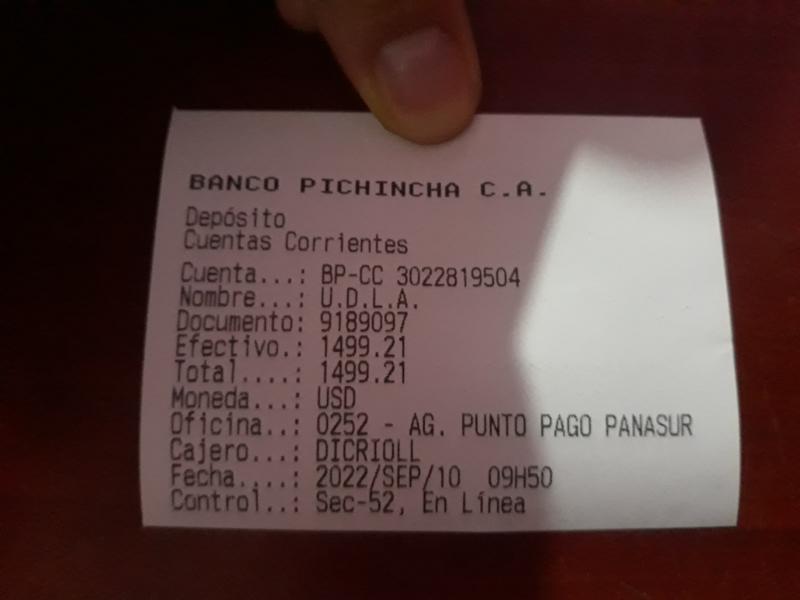 BANCO PICHINCHA C.A.
Depósito
Cuentas Corrientes
Cuenta...: BP-CC 3022819504
Nombre...: U.D.L.A.
Documento: 9189097
Efectivo.: 1499.21
Total....: 1499.21
Moneda...: USD
Oficina..: 0252 - AG. PUNTO PAGO PANASUR
Cajero...: DICRIOLL
Fecha....: 2022/SEP/10 09H50
Control..: Sec-52, En Línea